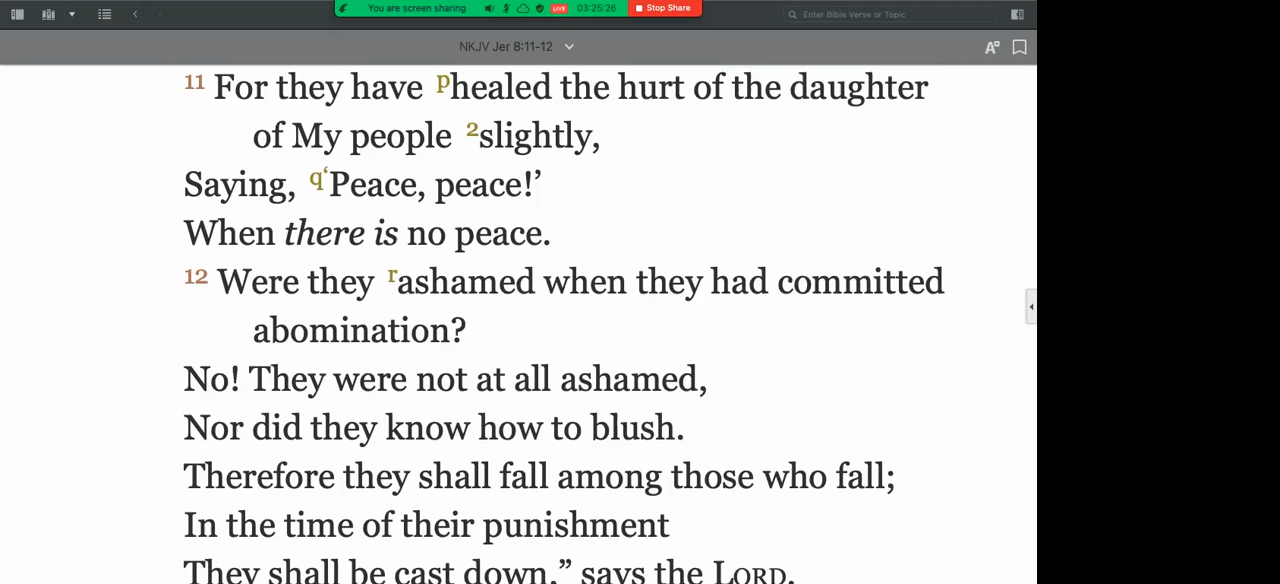 You are screen sharing LIVE 03:25:26 Stop Share
Enter Bible Verse or Topic
NKJV Jer 8:11-12
11 For they have phealed the hurt of the daughter
of My people 2slightly,
Saying, q‘Peace, peace!’
When there is no peace.
12 Were they rashamed when they had committed
abomination?
No! They were not at all ashamed,
Nor did they know how to blush.
Therefore they shall fall among those who fall;
In the time of their punishment
They shall be cast down,” says the LORD.